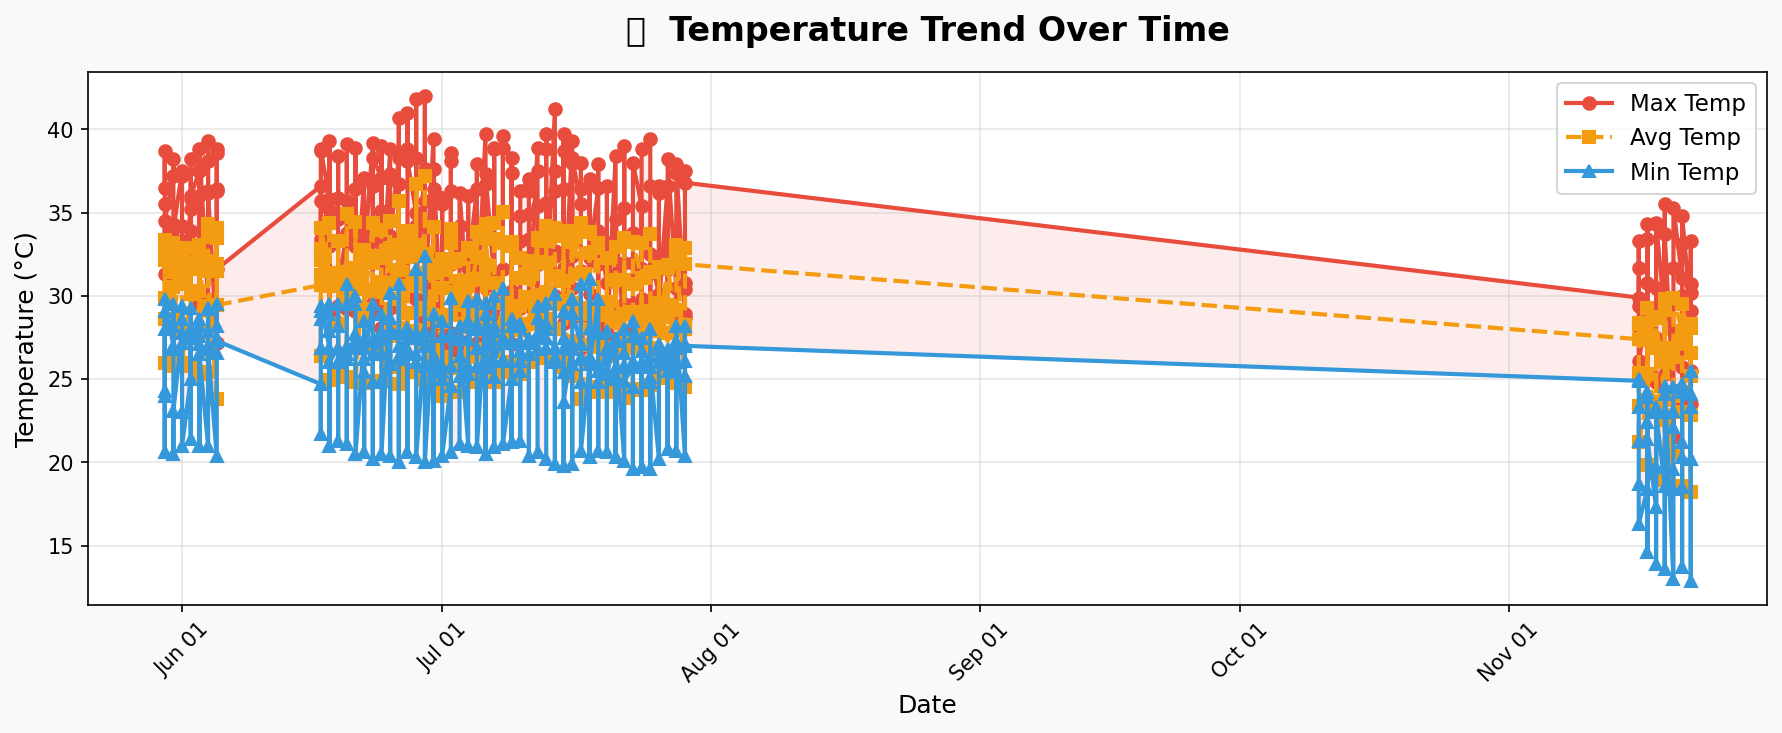 Temperature Trend Over Time
Max Temp
Avg Temp
Min Temp
Temperature (°C)
40
35
30
25
20
15
Jun 01
Jul 01
Aug 01
Sep 01
Oct 01
Nov 01
Date